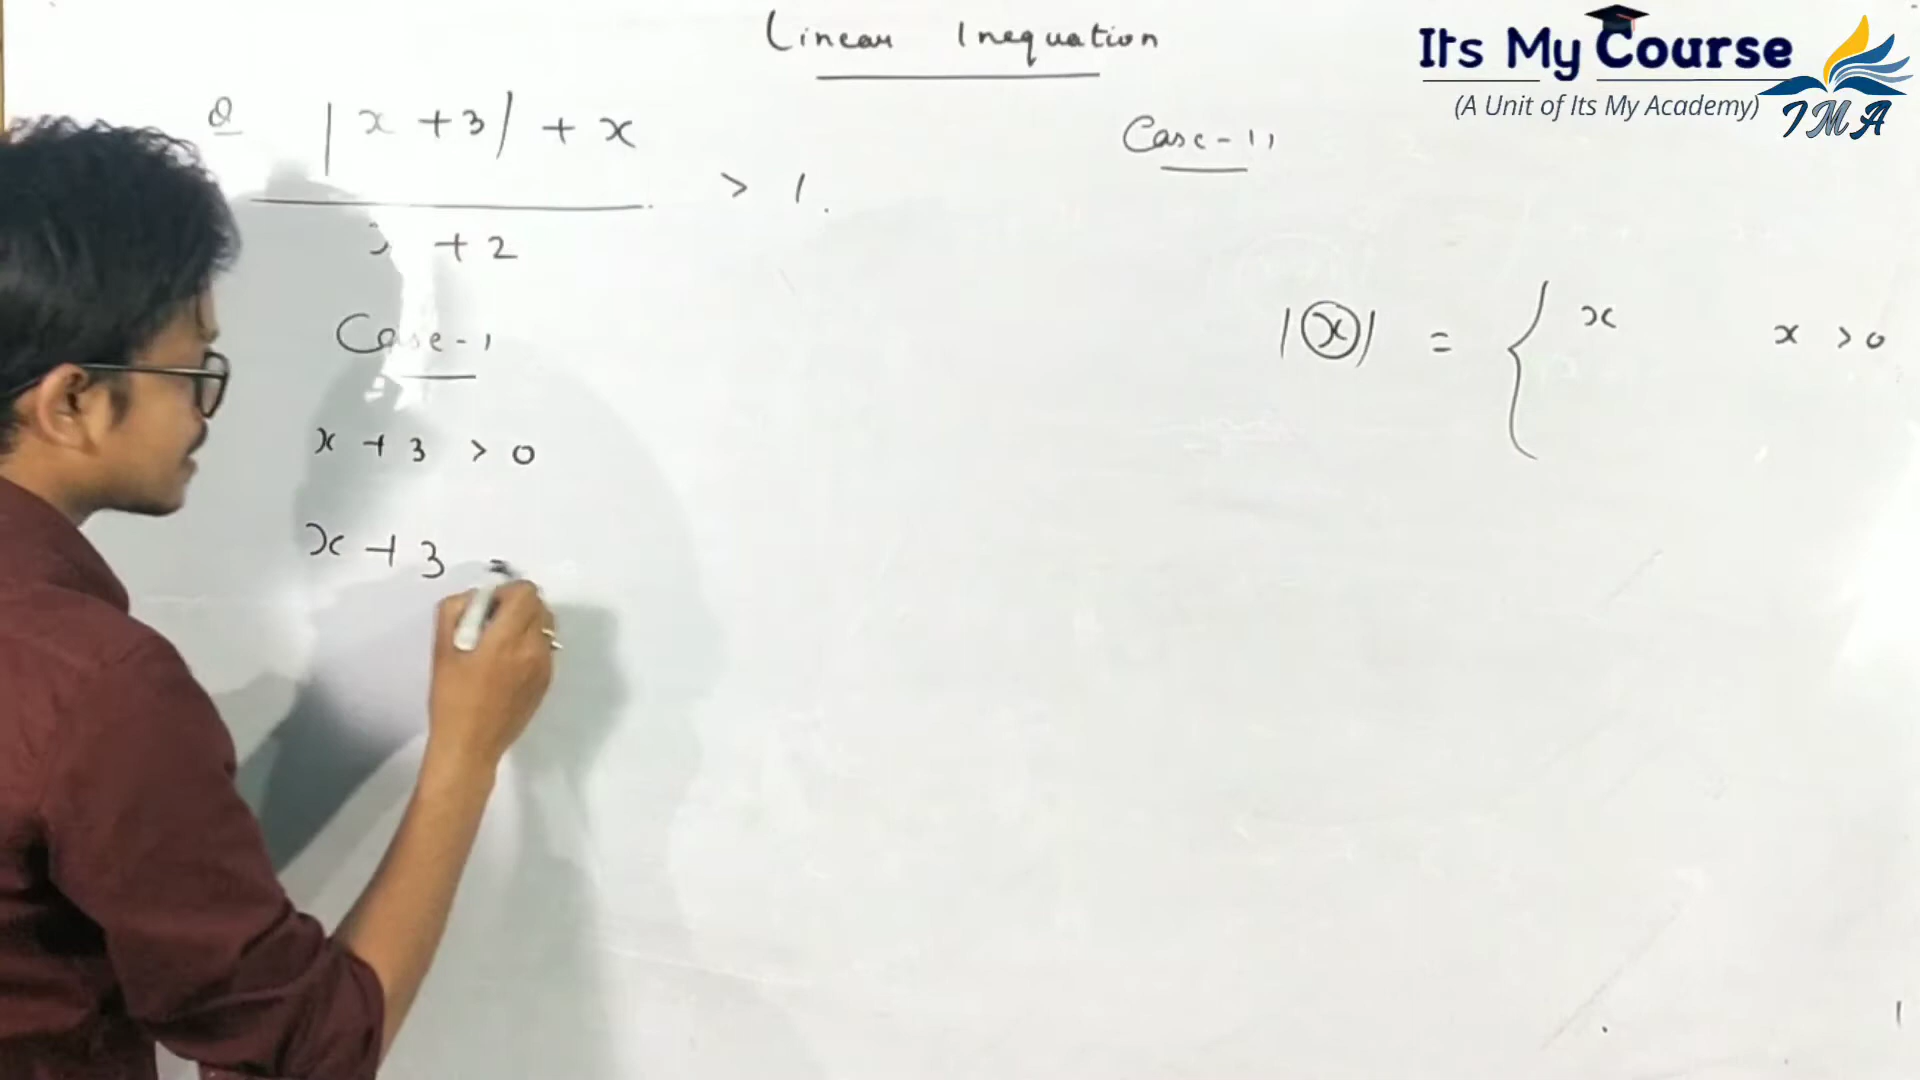 Linear Inequation
Its My Course
(A Unit of Its My Academy)
IMA
Q |x + 3| + x
> 1.
x + 2
Case - 1
x + 3 > 0
x + 3 =
Case - 11
|x| = { x x > 0